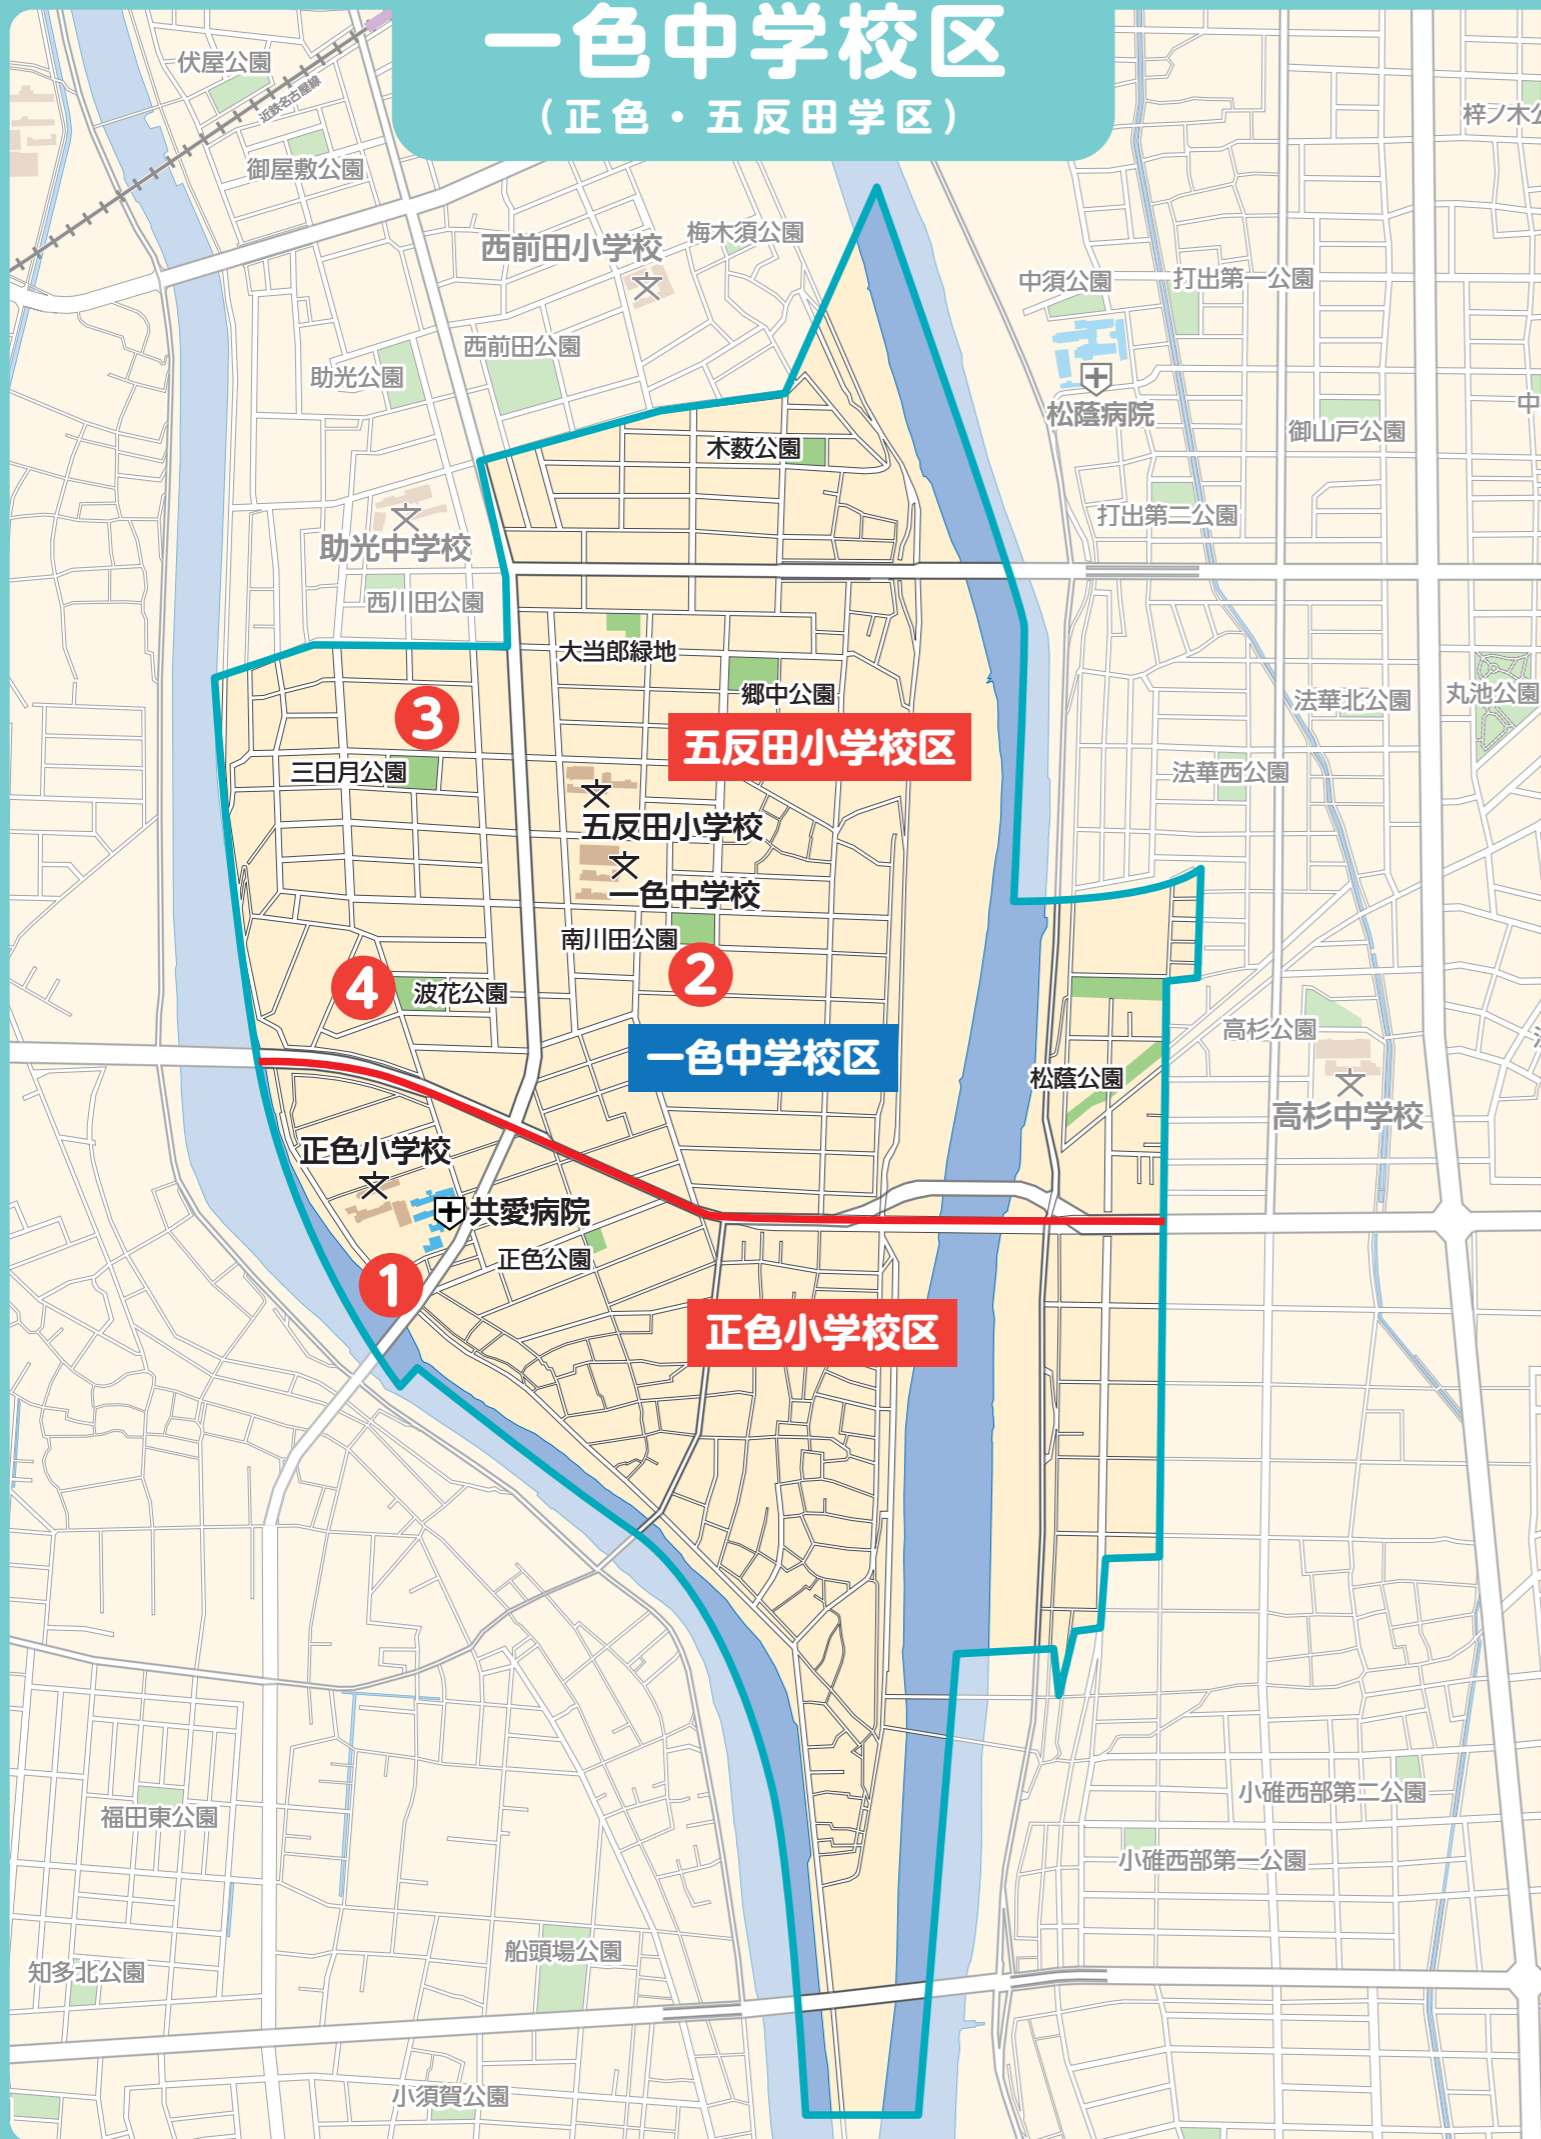 一色中学校区
(正色・五反田学区)
伏屋公園
近鉄名古屋線
御屋敷公園
梓ノ木公
西前田小学校
梅木須公園
中須公園
打出第一公園
西前田公園
助光公園
松蔭病院
中
御山戸公園
木薮公園
打出第二公園
助光中学校
西川田公園
大当郎緑地
郷中公園
法華北公園
丸池公園
3
五反田小学校区
三日月公園
法華西公園
五反田小学校
一色中学校
南川田公園
4
波花公園
2
高杉公園
一色中学校区
松蔭公園
高杉中学校
正色小学校
共愛病院
正色公園
1
正色小学校区
小碓西部第二公園
福田東公園
小碓西部第一公園
船頭場公園
知多北公園
小須賀公園